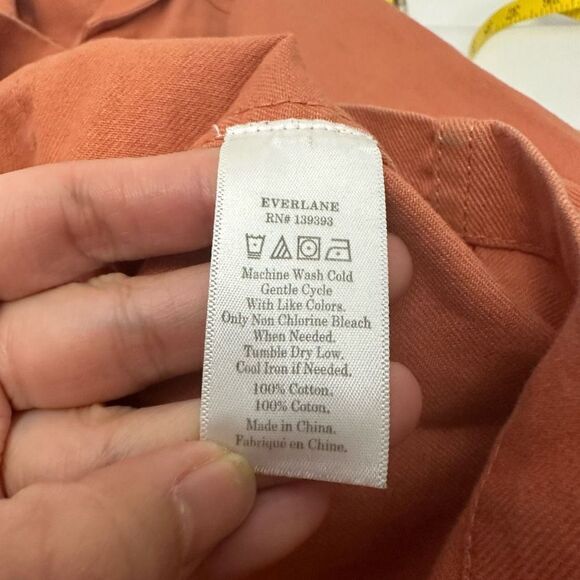 EVERLANE
RN# 139393
Machine Wash Cold
Gentle Cycle
With Like Colors.
Only Non Chlorine Bleach
When Needed.
Tumble Dry Low.
Cool Iron if Needed.
100% Cotton.
100% Coton.
Made in China.
Fabriqué en Chine.